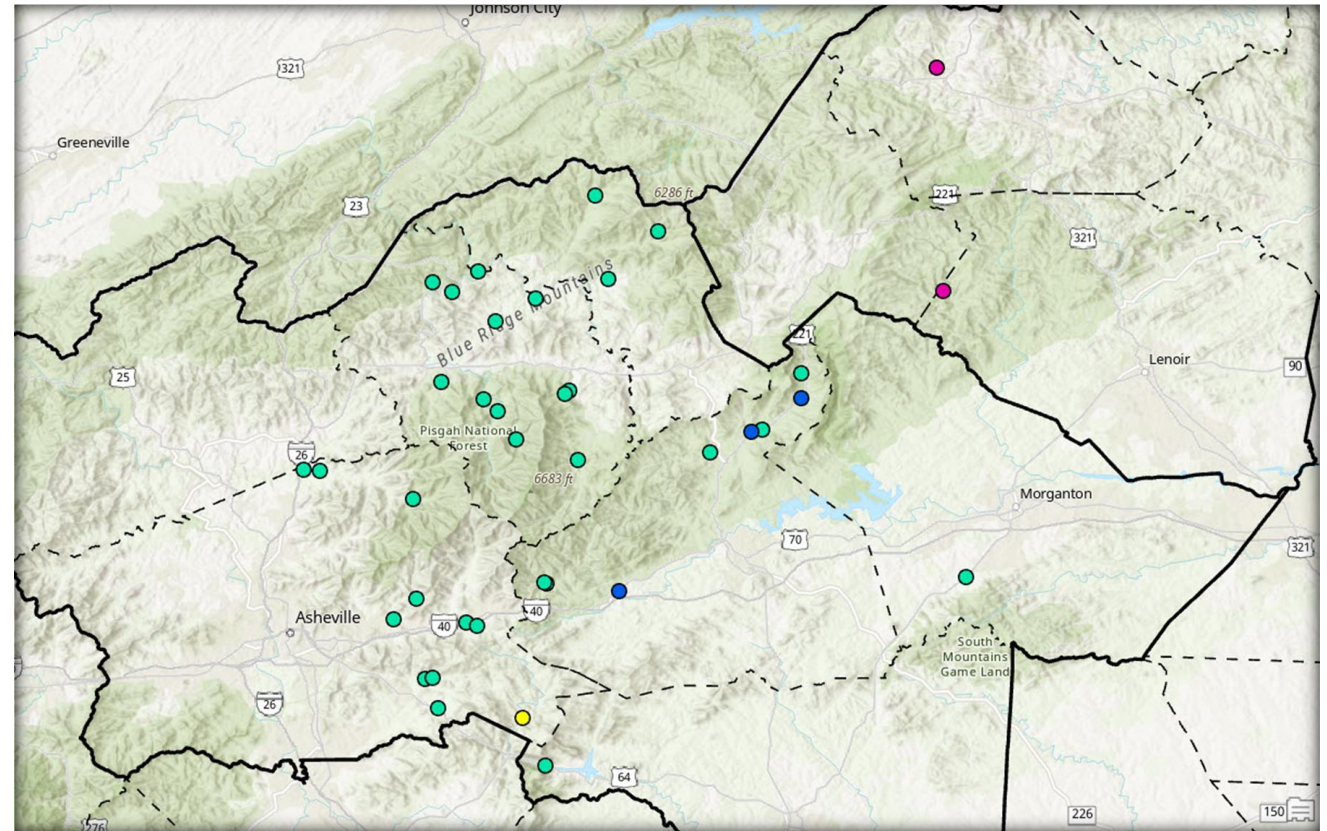 Johnson City
321
Greeneville
23
6286 ft
221
321
Blue Ridge Mountains
221
25
Lenoir
90
Pisgah National
Forest
26
6683 ft
Morganton
70
321
40
Asheville
40
South
Mountains
Game Land
26
64
276
226
150